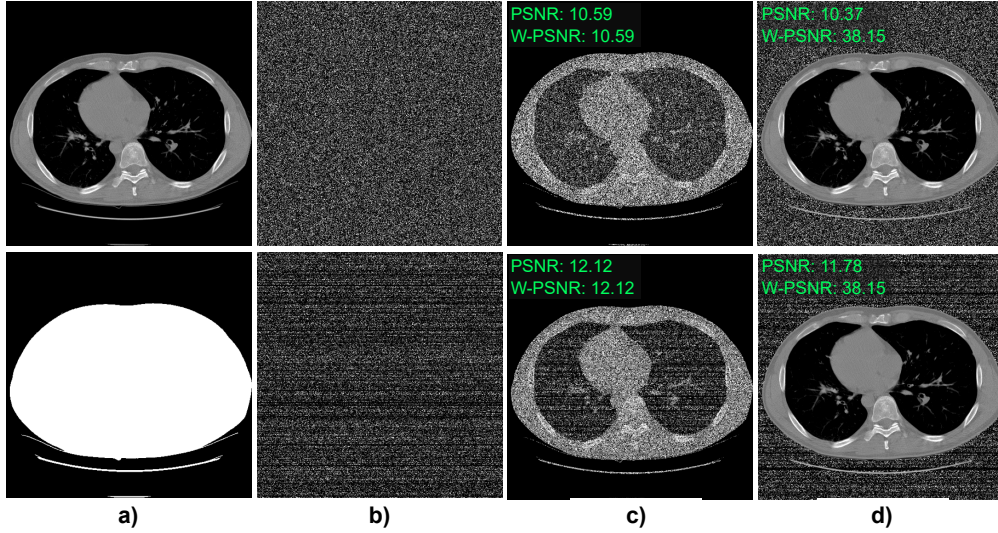 PSNR: 10.59
W-PSNR: 10.59
PSNR: 10.37
W-PSNR: 38.15
PSNR: 12.12
W-PSNR: 12.12
PSNR: 11.78
W-PSNR: 38.15
a)
b)
c)
d)